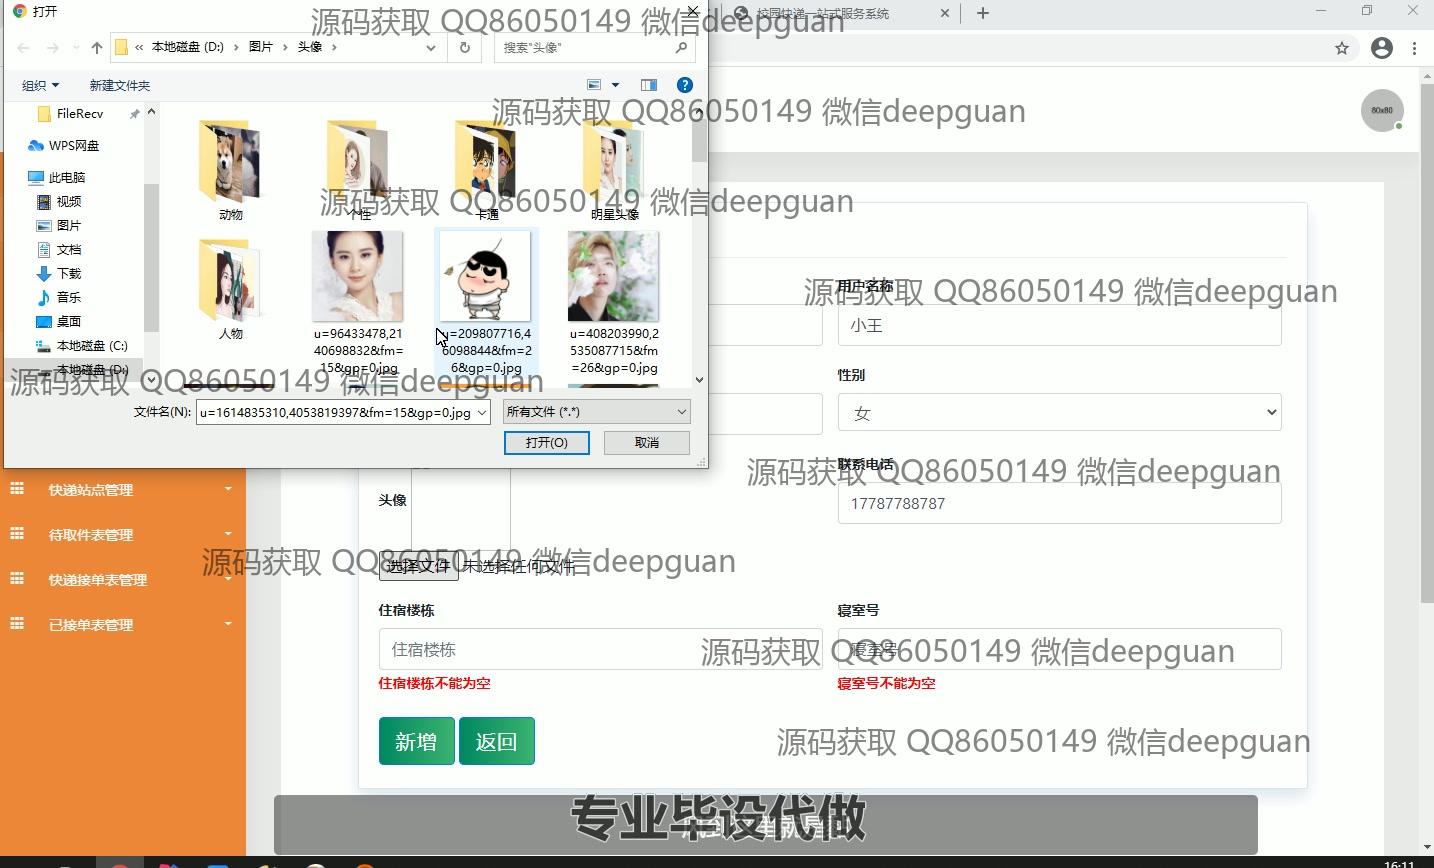 打开
校园快递一站式服务系统
源码获取 QQ86050149 微信deepguan
« 本地磁盘 (D:) › 图片 › 头像 ›
搜索"头像"
组织
新建文件夹
80x80
源码获取 QQ86050149 微信deepguan
FileRecv
WPS网盘
此电脑
视频
图片
文档
下载
音乐
桌面
本地磁盘 (C:)
本地磁盘 (D:)
动物
个性
卡通
明星头像
源码获取 QQ86050149 微信deepguan
人物
u=96433478,2140698832&fm=15&gp=0.jpg
u=209807716,46098844&fm=26&gp=0.jpg
u=408203990,2535087715&fm=26&gp=0.jpg
源码获取 QQ86050149 微信deepguan
文件名(N):
u=1614835310,4053819397&fm=15&gp=0.jpg
所有文件 (*.*)
打开(O)
取消
用户名称
源码获取 QQ86050149 微信deepguan
小王
性别
女
联系电话
源码获取 QQ86050149 微信deepguan
17787788787
快递站点管理
待取件表管理
快递接单表管理
已接单表管理
头像
选择文件
未选择任何文件
源码获取 QQ86050149 微信deepguan
住宿楼栋
寝室号
住宿楼栋
寝室号
源码获取 QQ86050149 微信deepguan
住宿楼栋不能为空
寝室号不能为空
新增
返回
源码获取 QQ86050149 微信deepguan
专业毕设代做
16:11